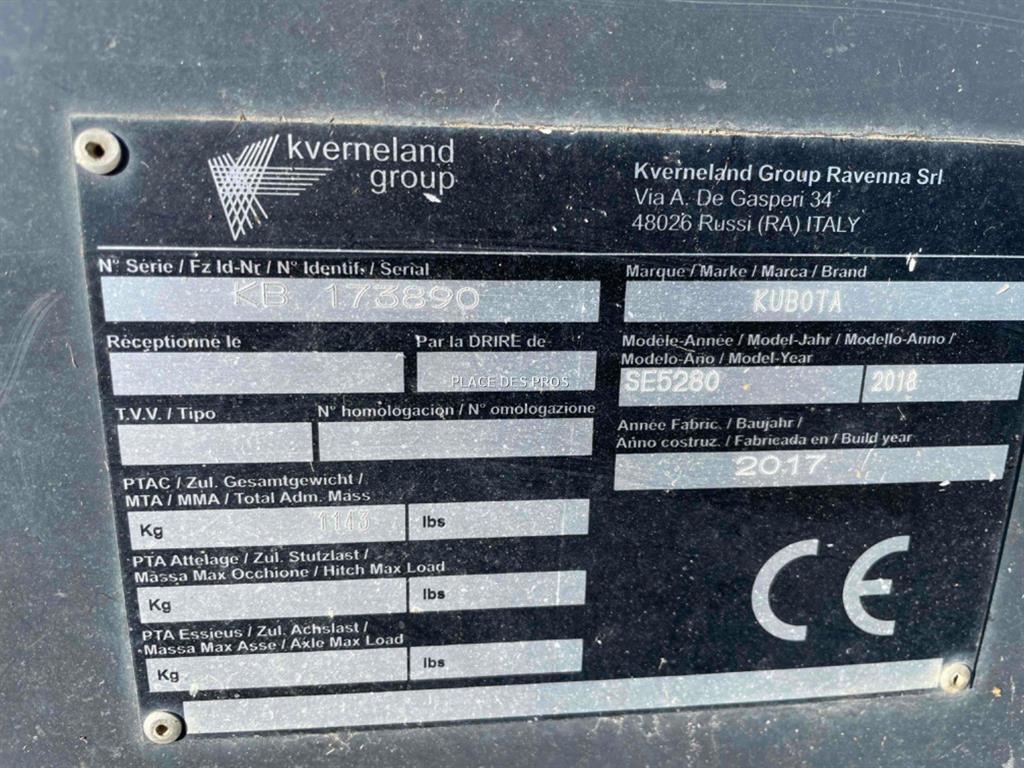 kverneland
group
Kverneland Group Ravenna Srl
Via A. De Gasperi 34
48026 Russi (RA) ITALY
N° Série / Fz Id-Nr / N° Identif. / Serial
KB 173890
Marque / Marke / Marca / Brand
KUBOTA
Réceptionné le
Par la DRIRE de
PLACE DES PROS
Modèle-Année / Model-Jahr / Modello-Anno /
Modelo-Año / Model-Year
SE5280
2018
T.V.V. / Tipo
N° homologacion / N° omologazione
Année Fabric. / Baujahr /
Anno costruz. / Fabricada en / Build year
2017
PTAC / Zul. Gesamtgewicht /
MTA / MMA / Total Adm. Mass
Kg 1143 lbs
PTA Attelage / Zul. Stutzlast /
Massa Max Occhione / Hitch Max Load
Kg lbs
PTA Essieus / Zul. Achslast /
Massa Max Asse / Axle Max Load
Kg lbs
CE